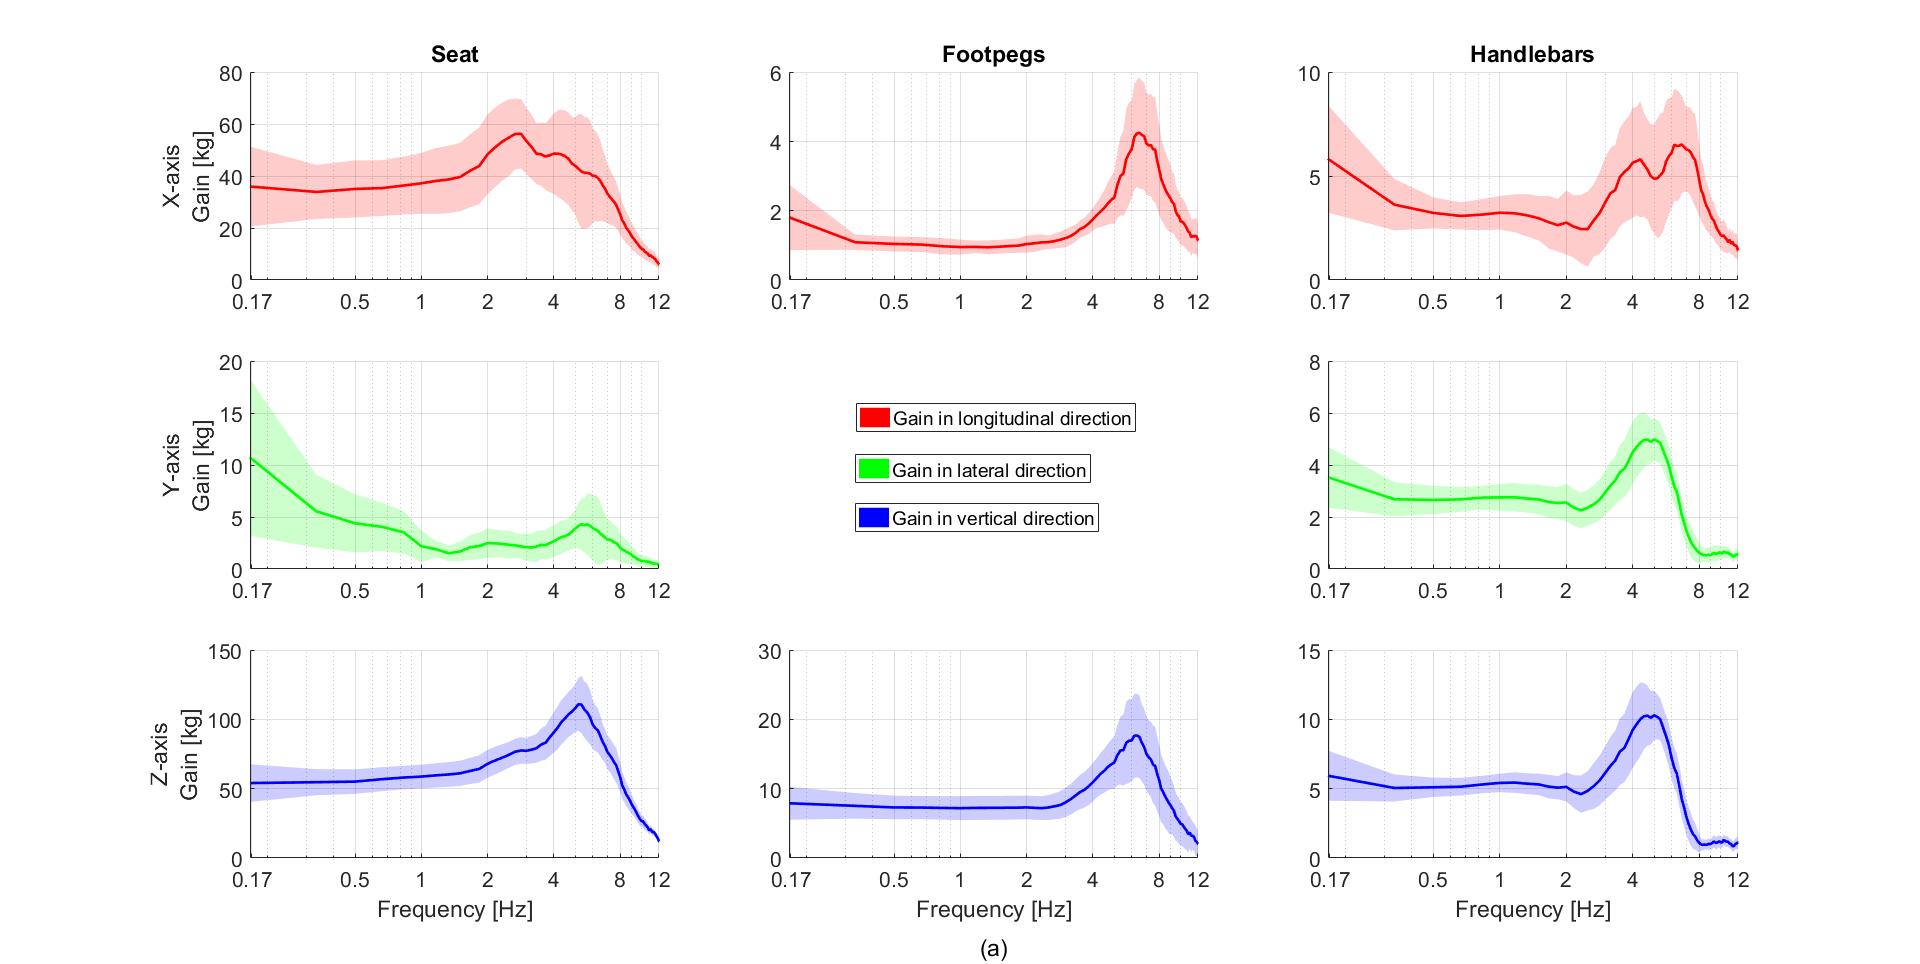 Seat
Footpegs
Handlebars
X-axis
Gain [kg]
80
60
40
20
0
0.17 0.5 1 2 4 8 12
6
4
2
0
0.17 0.5 1 2 4 8 12
10
5
0
0.17 0.5 1 2 4 8 12
Y-axis
Gain [kg]
20
15
10
5
0
0.17 0.5 1 2 4 8 12
Gain in longitudinal direction
Gain in lateral direction
Gain in vertical direction
8
6
4
2
0
0.17 0.5 1 2 4 8 12
Z-axis
Gain [kg]
150
100
50
0
0.17 0.5 1 2 4 8 12
Frequency [Hz]
30
20
10
0
0.17 0.5 1 2 4 8 12
Frequency [Hz]
15
10
5
0
0.17 0.5 1 2 4 8 12
Frequency [Hz]
(a)